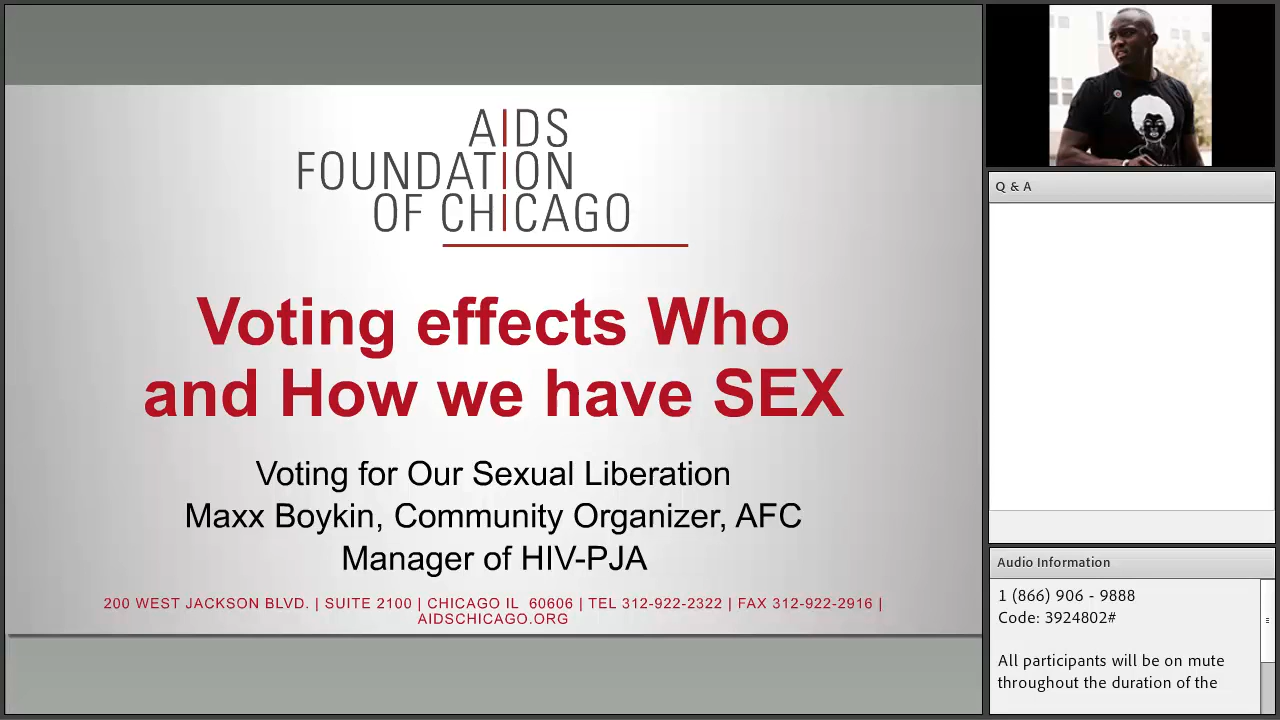 AIDS
FOUNDATION
OF CHICAGO
Voting effects Who
and How we have SEX
Voting for Our Sexual Liberation
Maxx Boykin, Community Organizer, AFC
Manager of HIV-PJA
200 WEST JACKSON BLVD. | SUITE 2100 | CHICAGO IL  60606 | TEL 312-922-2322 | FAX 312-922-2916 |
AIDSCHICAGO.ORG
Q & A
Audio Information
1 (866) 906 - 9888
Code: 3924802#
All participants will be on mute
throughout the duration of the